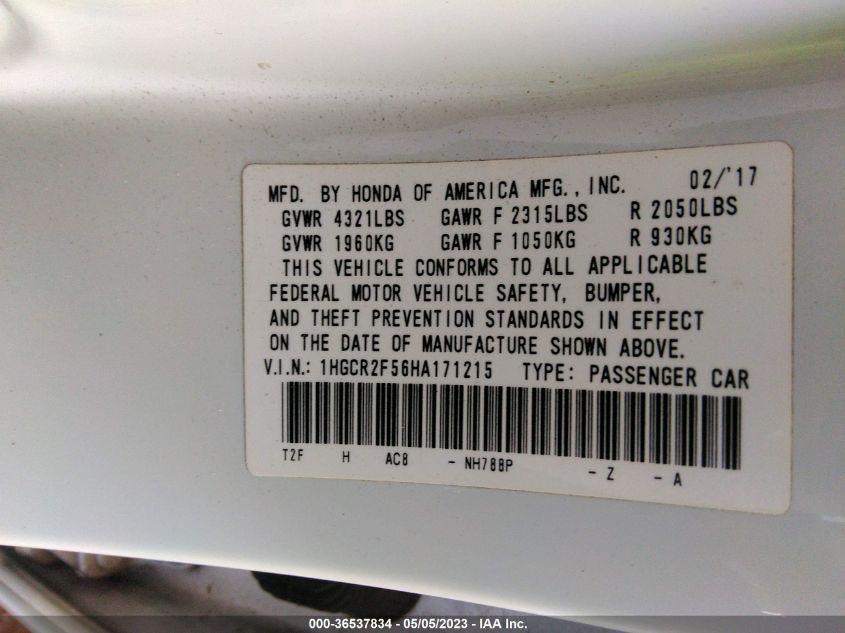 MFD. BY HONDA OF AMERICA MFG., INC. 02/'17
GVWR 4321LBS GAWR F 2315LBS R 2050LBS
GVWR 1960KG GAWR F 1050KG R 930KG
THIS VEHICLE CONFORMS TO ALL APPLICABLE
FEDERAL MOTOR VEHICLE SAFETY, BUMPER,
AND THEFT PREVENTION STANDARDS IN EFFECT
ON THE DATE OF MANUFACTURE SHOWN ABOVE.
V.I.N.: 1HGCR2F56HA171215 TYPE: PASSENGER CAR
T2F H AC8 - NH788P - Z - A
000-36537834 - 05/05/2023 - IAA Inc.